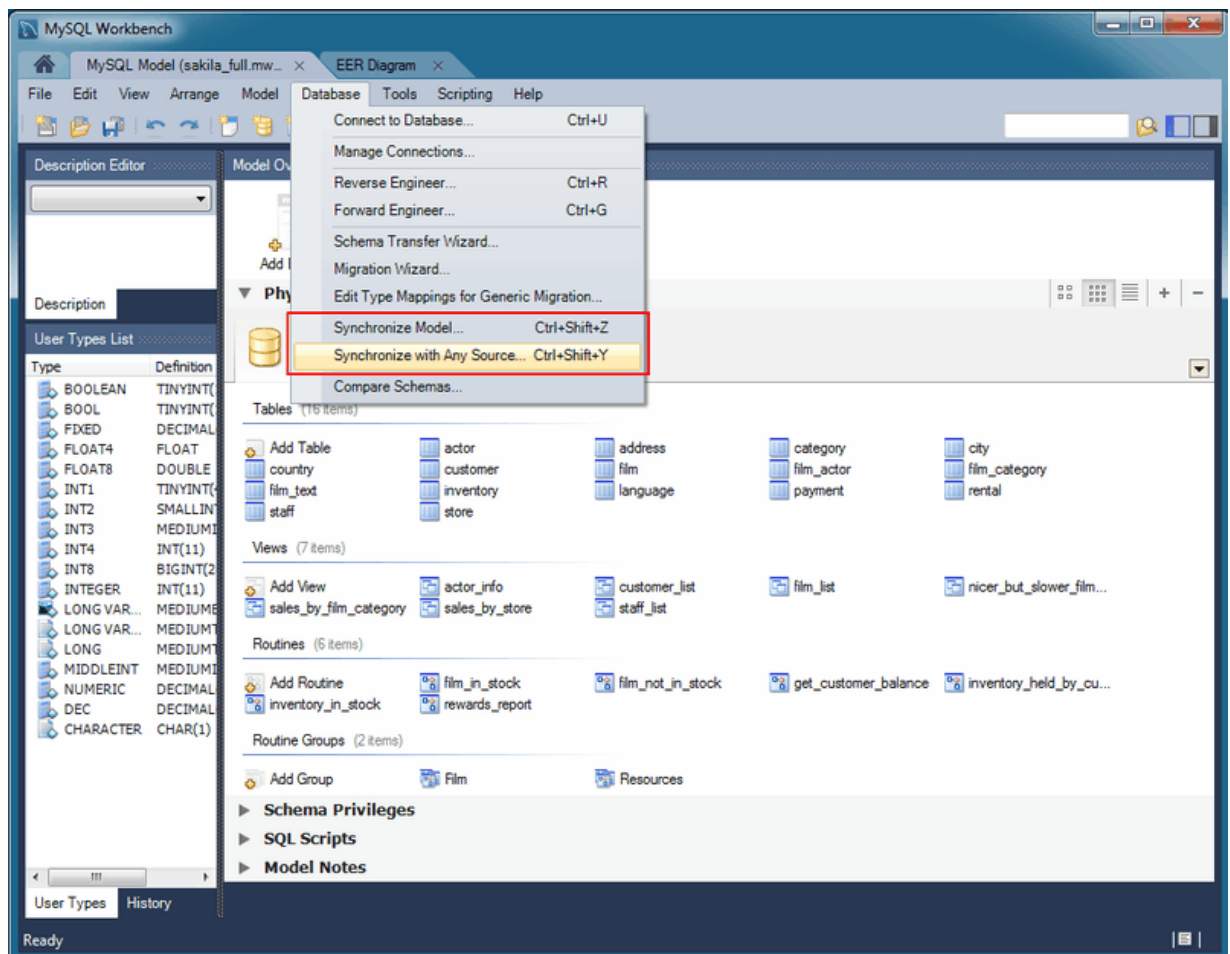 MySQL Workbench
MySQL Model (sakila_full.mw... × EER Diagram ×
File Edit View Arrange Model Database Tools Scripting Help
Connect to Database... Ctrl+U
Manage Connections...
Reverse Engineer... Ctrl+R
Forward Engineer... Ctrl+G
Schema Transfer Wizard...
Migration Wizard...
Edit Type Mappings for Generic Migration...
Synchronize Model... Ctrl+Shift+Z
Synchronize with Any Source... Ctrl+Shift+Y
Compare Schemas...
Description Editor
Description
User Types List
Type Definition
BOOLEAN TINYINT(
BOOL TINYINT(
FIXED DECIMAL
FLOAT4 FLOAT
FLOAT8 DOUBLE
INT1 TINYINT(
INT2 SMALLIN
INT3 MEDIUMI
INT4 INT(11)
INT8 BIGINT(2
INTEGER INT(11)
LONG VAR... MEDIUMB
LONG VAR... MEDIUMT
LONG MEDIUMT
MIDDLEINT MEDIUMI
NUMERIC DECIMAL
DEC DECIMAL
CHARACTER CHAR(1)
User Types History
Model Ov
Add
Phy
Tables (16 items)
Add Table actor address category city
country customer film film_actor film_category
film_text inventory language payment rental
staff store
Views (7 items)
Add View actor_info customer_list film_list nicer_but_slower_film...
sales_by_film_category sales_by_store staff_list
Routines (6 items)
Add Routine film_in_stock film_not_in_stock get_customer_balance inventory_held_by_cu...
inventory_in_stock rewards_report
Routine Groups (2 items)
Add Group Film Resources
Schema Privileges
SQL Scripts
Model Notes
Ready